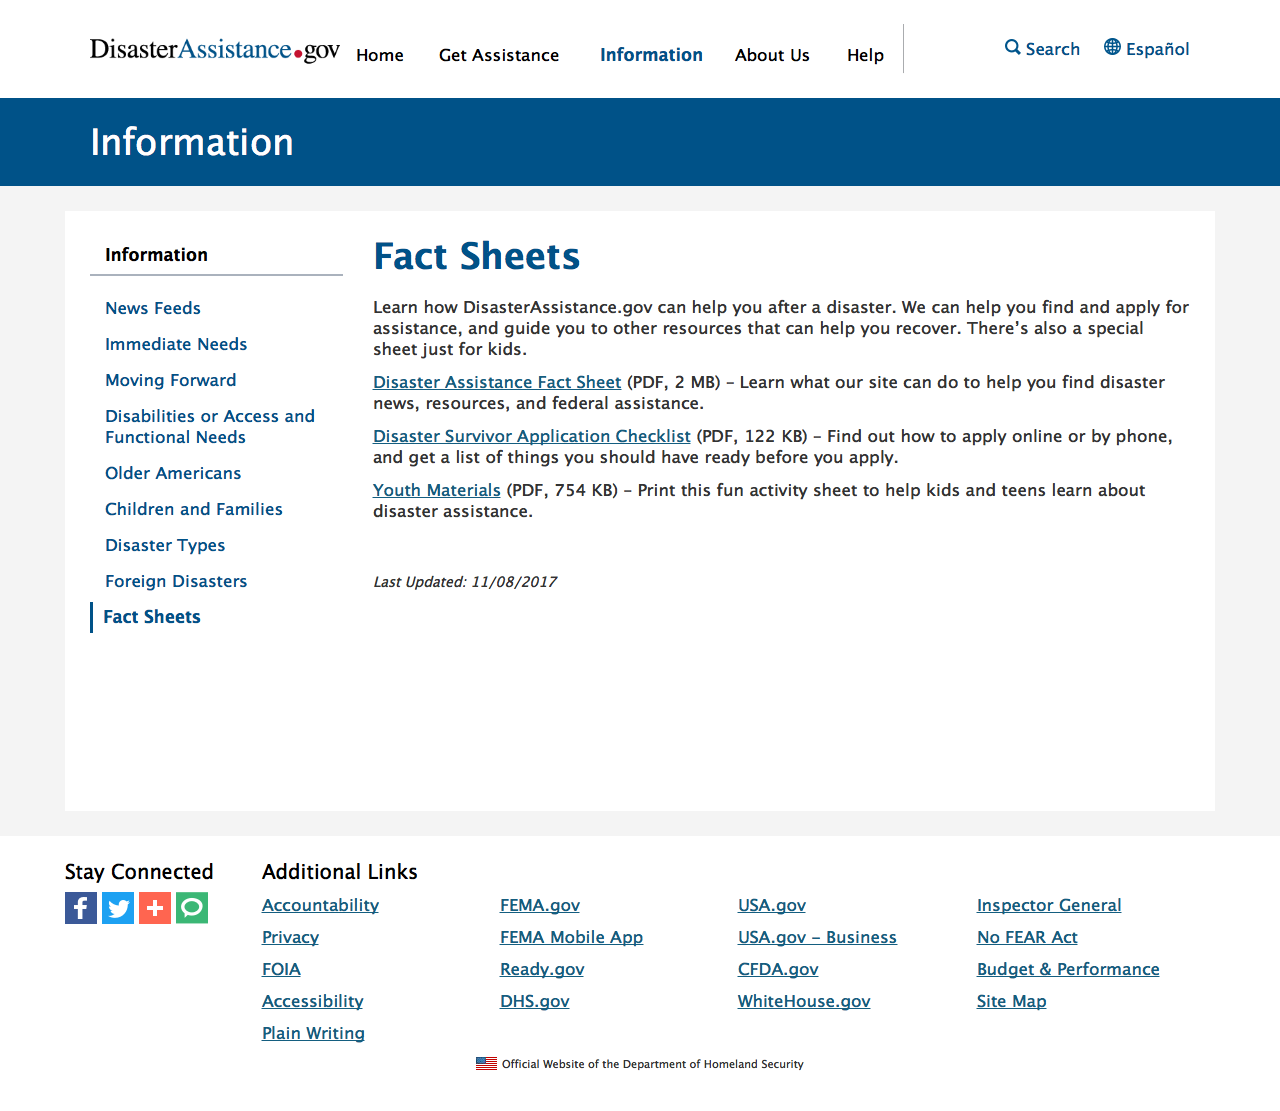 DisasterAssistance.gov
Home Get Assistance Information About Us Help
Search Español
Information
Information
News Feeds
Immediate Needs
Moving Forward
Disabilities or Access and
Functional Needs
Older Americans
Children and Families
Disaster Types
Foreign Disasters
Fact Sheets
Fact Sheets
Learn how DisasterAssistance.gov can help you after a disaster. We can help you find and apply for
assistance, and guide you to other resources that can help you recover. There’s also a special
sheet just for kids.
Disaster Assistance Fact Sheet (PDF, 2 MB) – Learn what our site can do to help you find disaster
news, resources, and federal assistance.
Disaster Survivor Application Checklist (PDF, 122 KB) – Find out how to apply online or by phone,
and get a list of things you should have ready before you apply.
Youth Materials (PDF, 754 KB) – Print this fun activity sheet to help kids and teens learn about
disaster assistance.
Last Updated: 11/08/2017
Stay Connected
Additional Links
Accountability
Privacy
FOIA
Accessibility
Plain Writing
FEMA.gov
FEMA Mobile App
Ready.gov
DHS.gov
USA.gov
USA.gov – Business
CFDA.gov
WhiteHouse.gov
Inspector General
No FEAR Act
Budget & Performance
Site Map
Official Website of the Department of Homeland Security